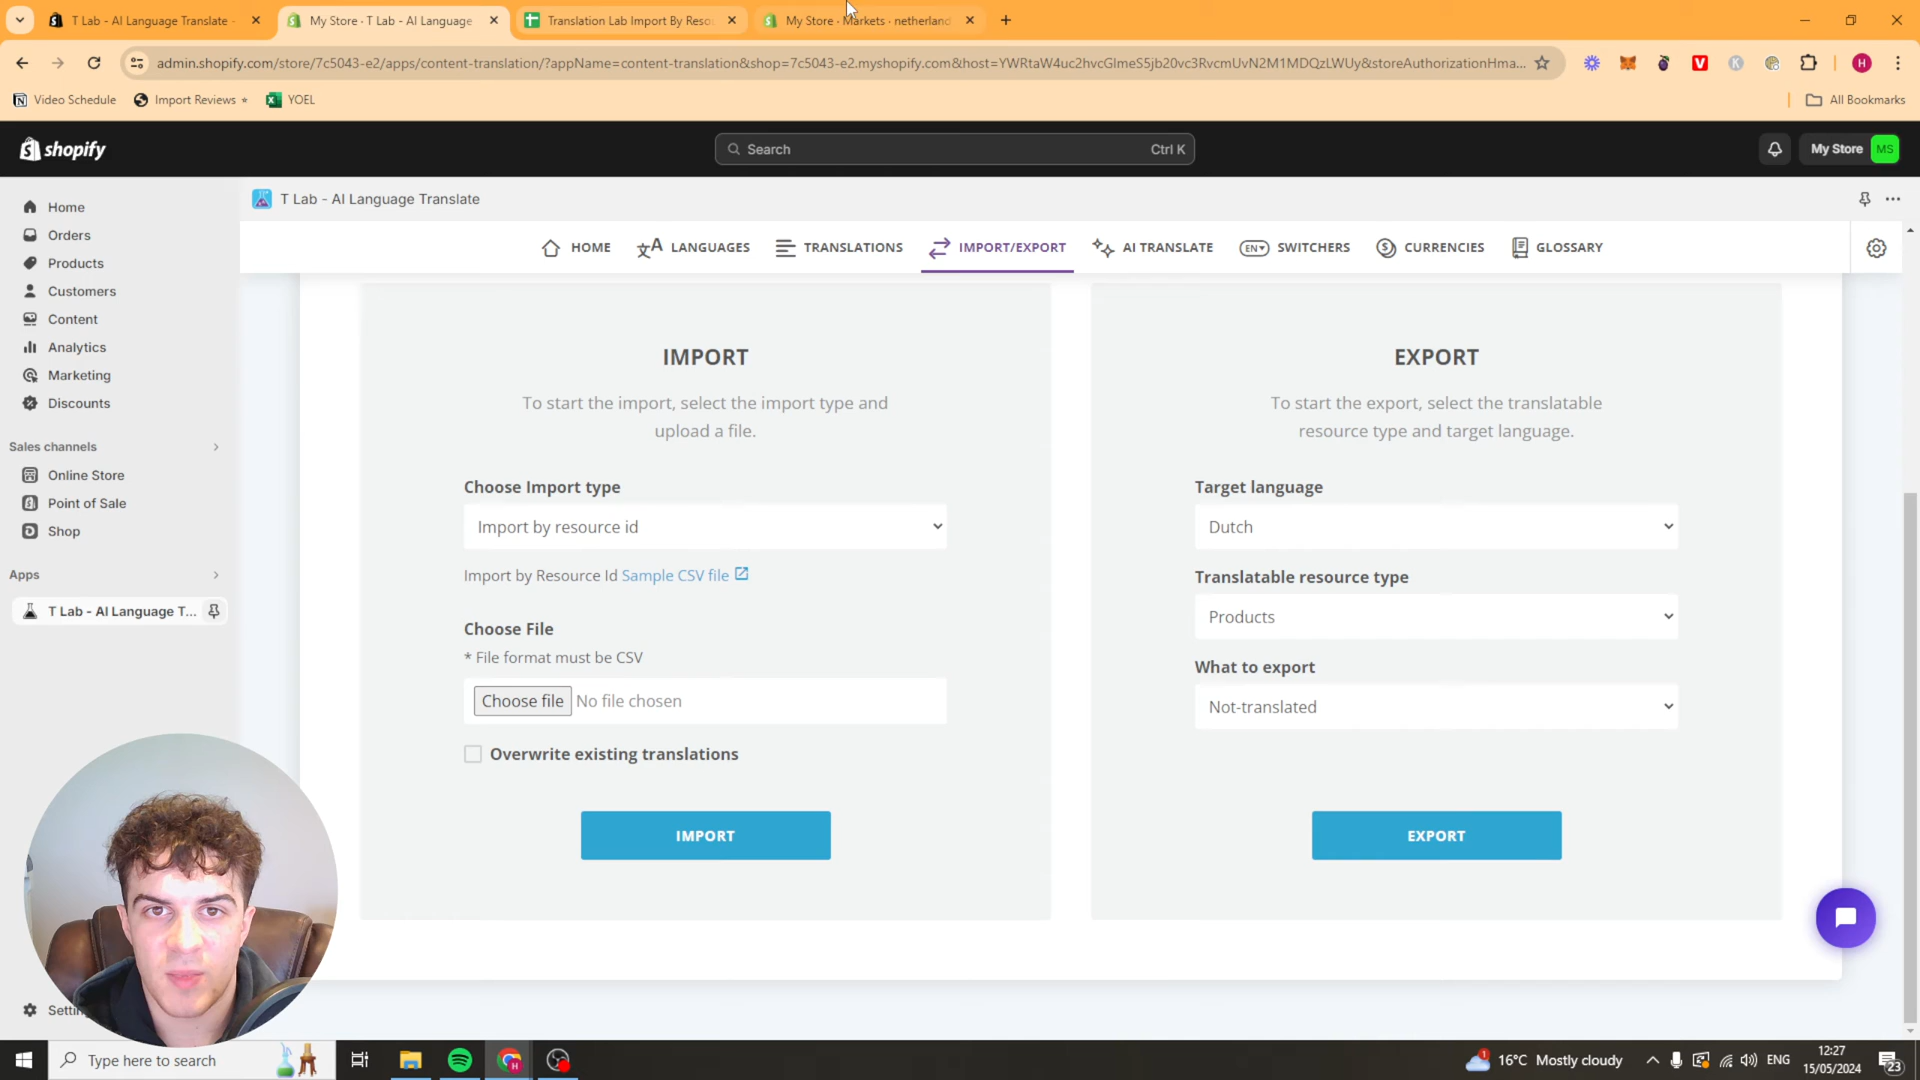 T Lab - AI Language Translate -
My Store · T Lab - AI Language
Translation Lab Import By Reso
My Store · Markets · netherland
admin.shopify.com/store/7c5043-e2/apps/content-translation/?appName=content-translation&shop=7c5043-e2.myshopify.com&host=YWRtaW4uc2hvcGlmeS5jb20vc3RvcmUvN2M1MDQzLWUy&storeAuthorizationHma...
Video Schedule
Import Reviews ⋆
YOEL
All Bookmarks
shopify
Search
Ctrl K
My Store
MS
Home
Orders
Products
Customers
Content
Analytics
Marketing
Discounts
Sales channels
Online Store
Point of Sale
Shop
Apps
T Lab - AI Language T...
T Lab - AI Language Translate
HOME
LANGUAGES
TRANSLATIONS
IMPORT/EXPORT
AI TRANSLATE
EN
SWITCHERS
CURRENCIES
GLOSSARY
IMPORT
To start the import, select the import type and
upload a file.
Choose Import type
Import by resource id
Import by Resource Id Sample CSV file
Choose File
* File format must be CSV
Choose file No file chosen
Overwrite existing translations
IMPORT
EXPORT
To start the export, select the translatable
resource type and target language.
Target language
Dutch
Translatable resource type
Products
What to export
Not-translated
EXPORT
Type here to search
1
16°C Mostly cloudy
ENG
12:27
15/05/2024
23